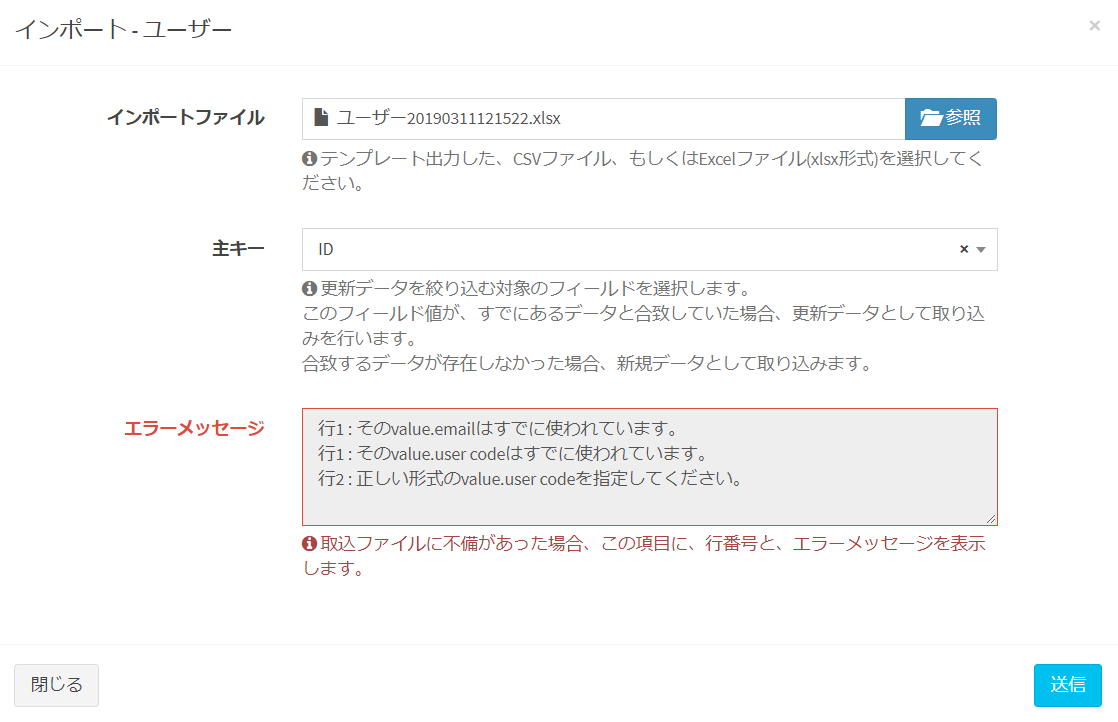 インポート - ユーザー
×
インポートファイル
ユーザー20190311121522.xlsx
参照
テンプレート出力した、CSVファイル、もしくはExcelファイル(xlsx形式)を選択してく
ださい。
主キー
ID
×
更新データを絞り込む対象のフィールドを選択します。
このフィールド値が、すでにあるデータと合致していた場合、更新データとして取り込
みを行います。
合致するデータが存在しなかった場合、新規データとして取り込みます。
エラーメッセージ
行1 : そのvalue.emailはすでに使われています。
行1 : そのvalue.user codeはすでに使われています。
行2 : 正しい形式のvalue.user codeを指定してください。
取込ファイルに不備があった場合、この項目に、行番号と、エラーメッセージを表示
します。
閉じる
送信